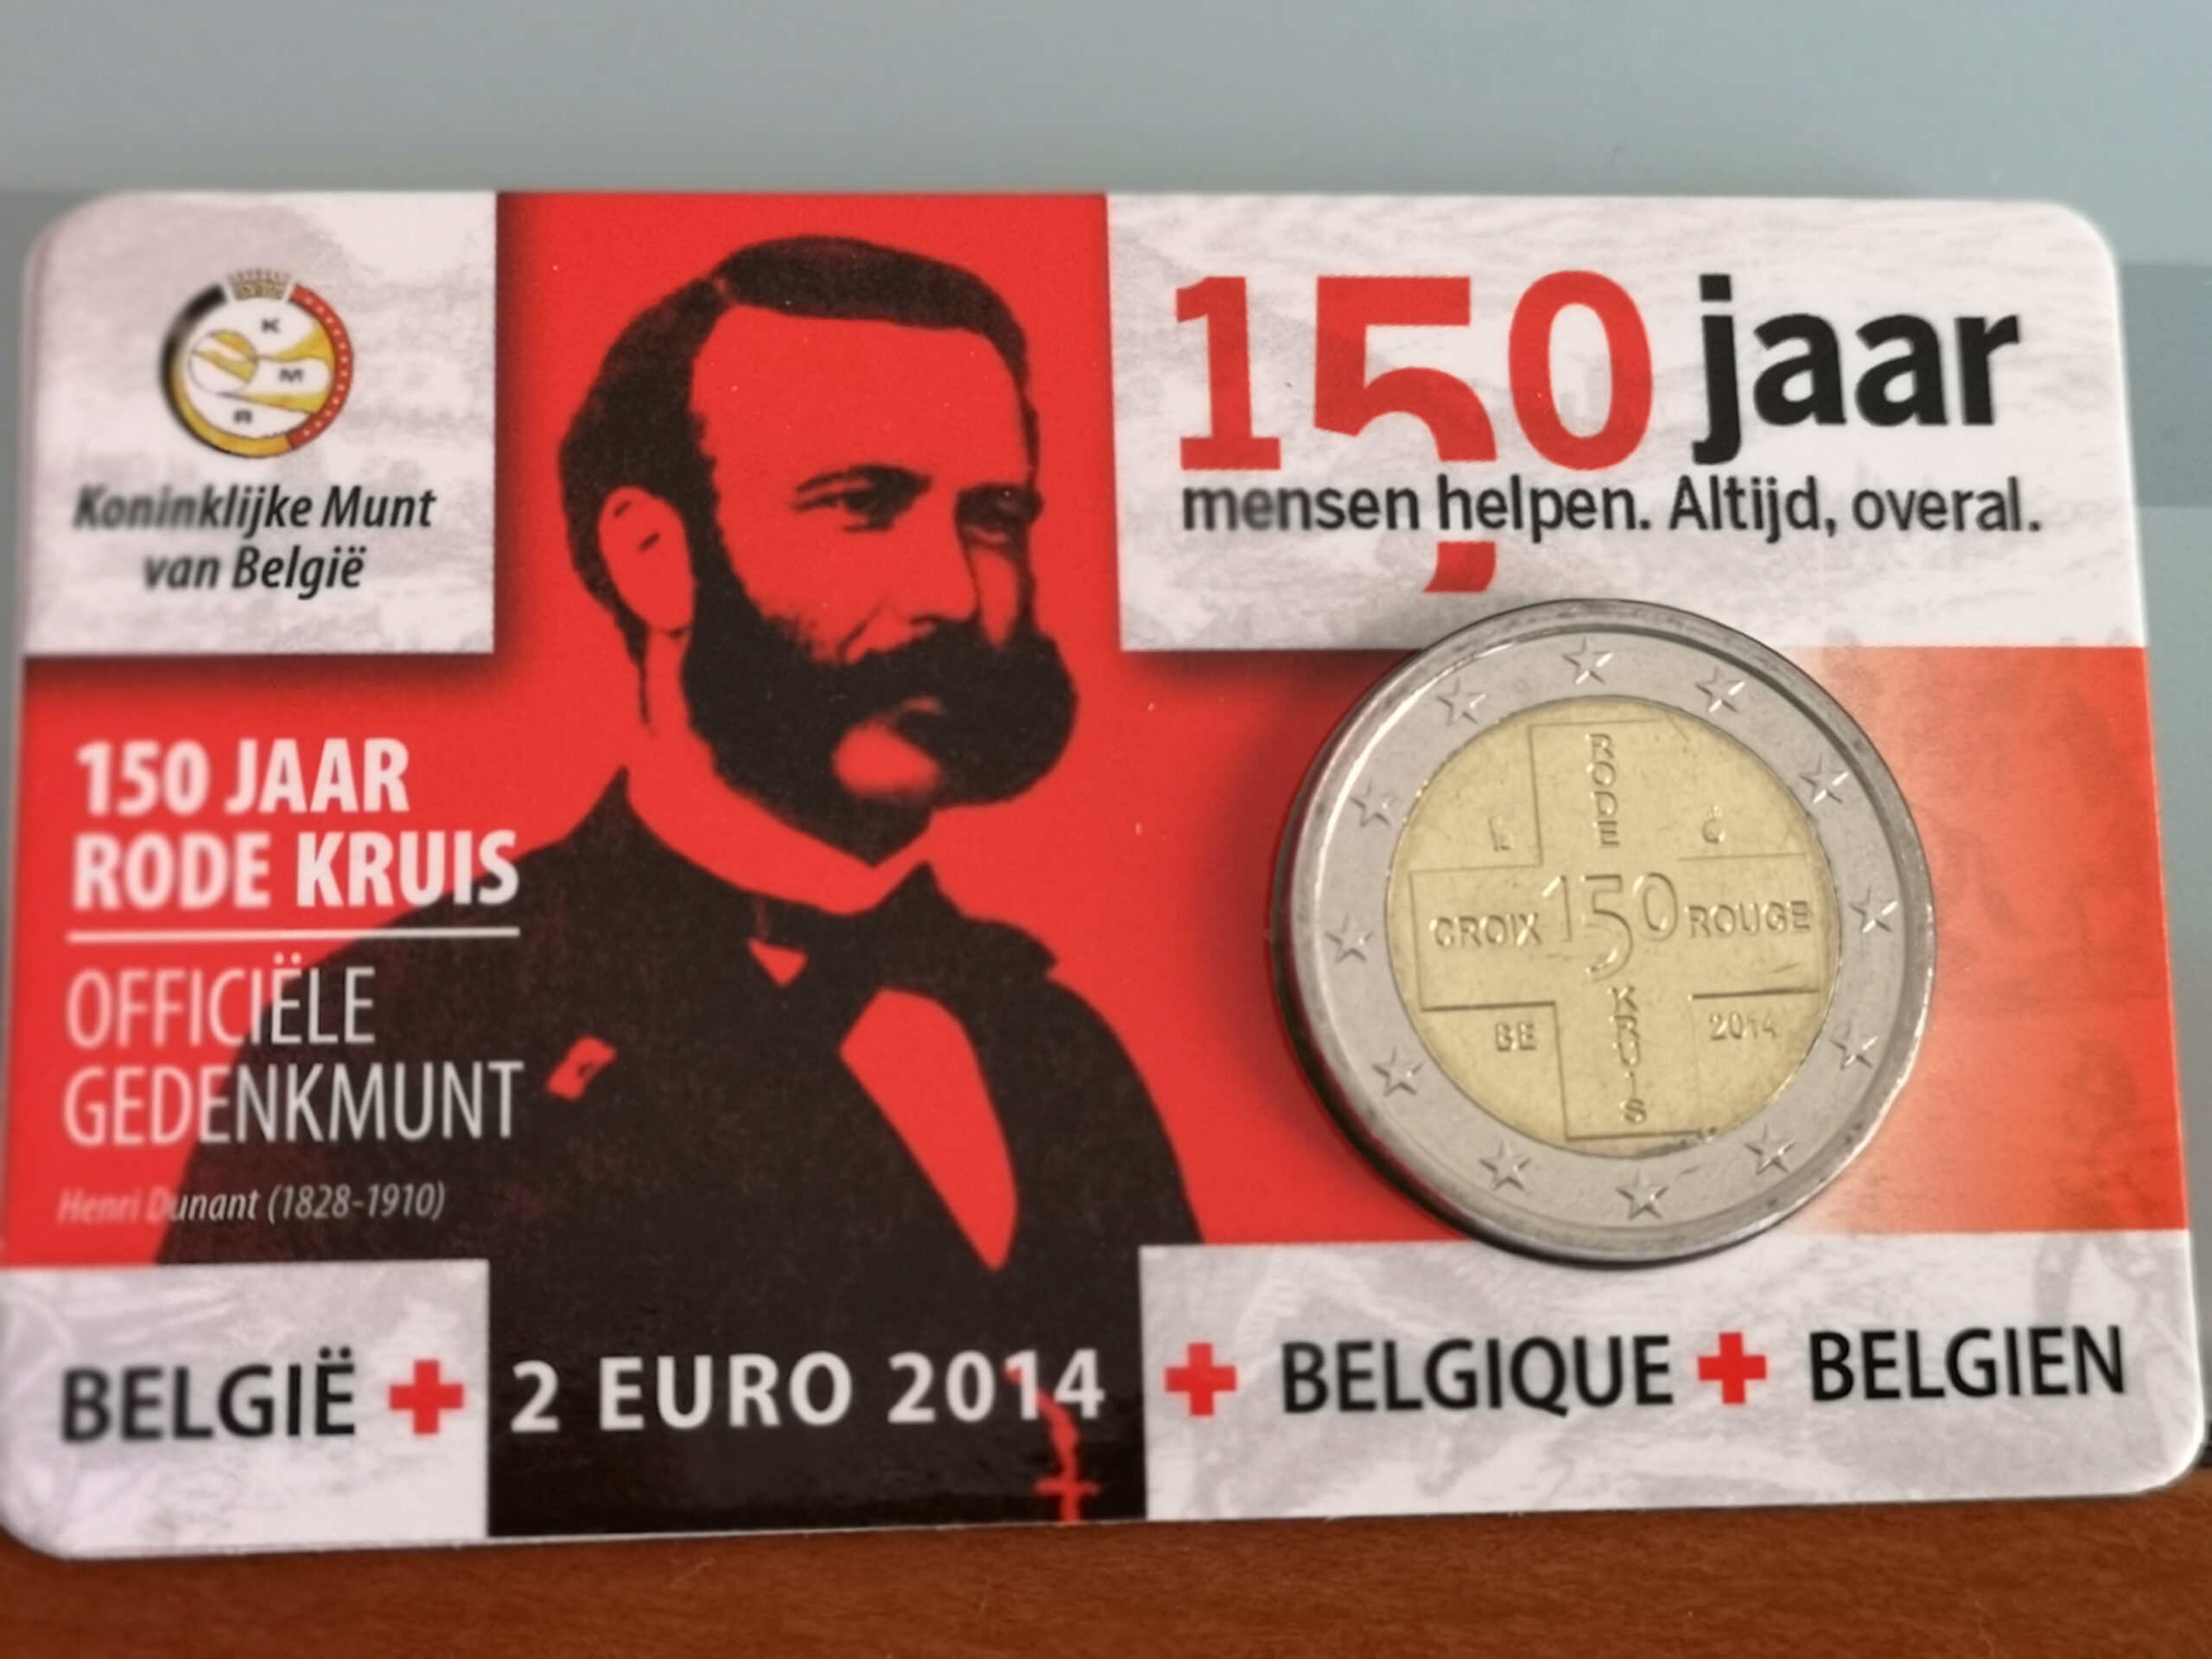 K
M
Koninklijke Munt
van België
150 jaar
mensen helpen. Altijd, overal.
150 JAAR
RODE KRUIS
OFFICIËLE
GEDENKMUNT
Henri Dunant (1828-1910)
RODE
CROIX 150 ROUGE
KRUIS
BE
2014
BELGIË + 2 EURO 2014 + BELGIQUE + BELGIEN